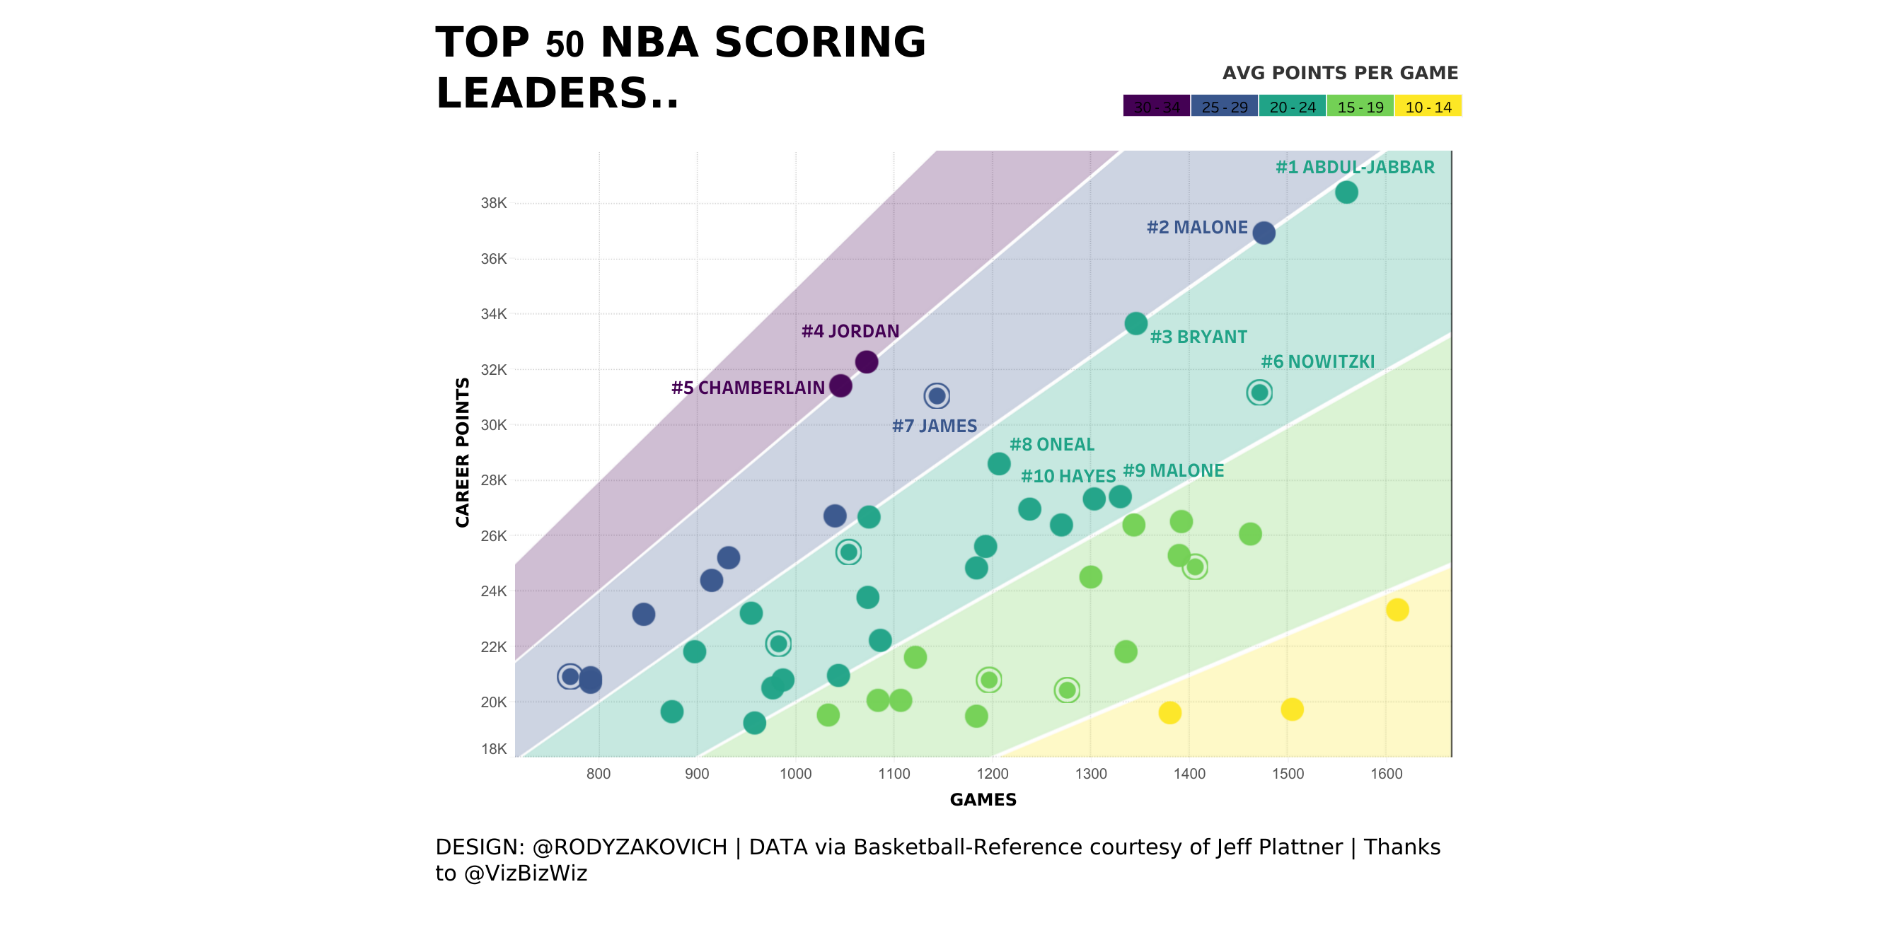 TOP 50 NBA SCORING
LEADERS..
AVG POINTS PER GAME
30 - 34 25 - 29 20 - 24 15 - 19 10 - 14
#1 ABDUL-JABBAR
38K
#2 MALONE
36K
34K
#4 JORDAN
#3 BRYANT
#6 NOWITZKI
32K
#5 CHAMBERLAIN
30K
#7 JAMES
#8 ONEAL
#9 MALONE
#10 HAYES
28K
26K
24K
22K
20K
18K
CAREER POINTS
800 900 1000 1100 1200 1300 1400 1500 1600
GAMES
DESIGN: @RODYZAKOVICH | DATA via Basketball-Reference courtesy of Jeff Plattner | Thanks
to @VizBizWiz